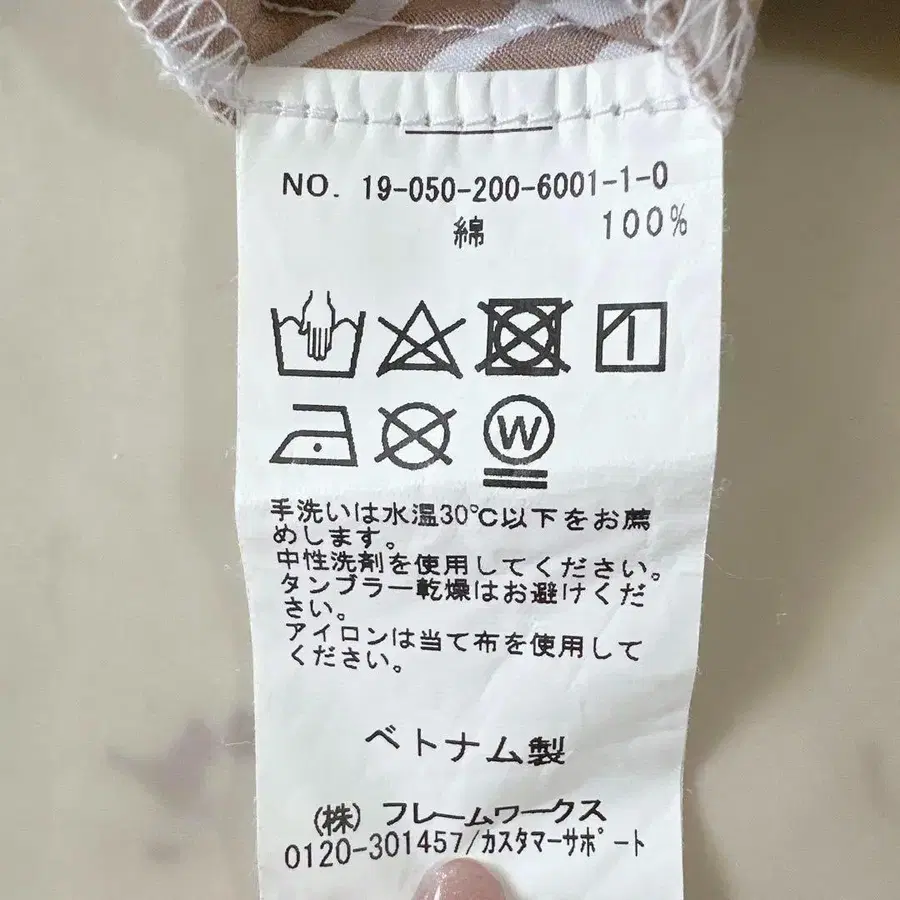 NO. 19-050-200-6001-1-0
綿 100%
W
手洗いは水温30℃以下をお薦
めします。
中性洗剤を使用してください。
タンブラー乾燥はお避けくだ
さい。
アイロンは当て布を使用して
ください。
ベトナム製
(株)フレームワークス
0120-301457/カスタマーサポート